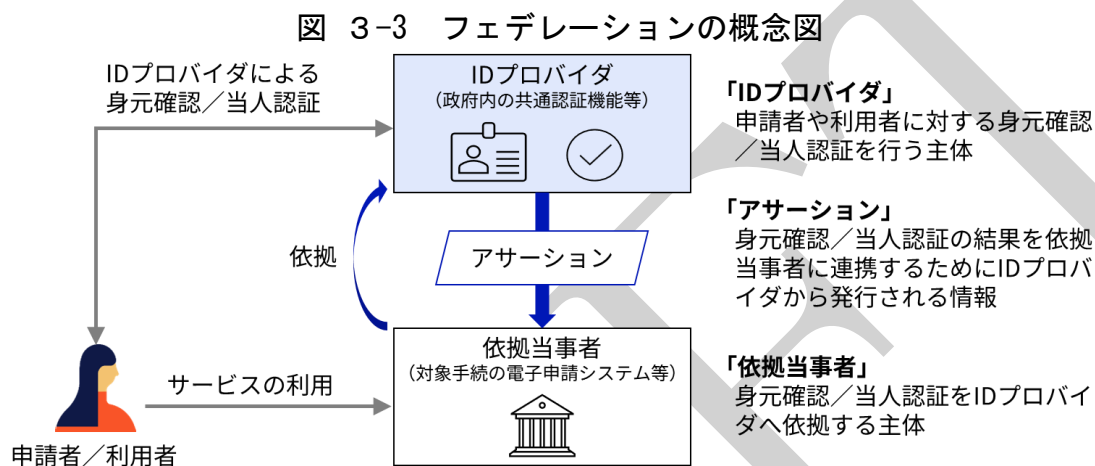 図 3-3 フェデレーションの概念図
IDプロバイダによる
身元確認／当人認証
IDプロバイダ
（政府内の共通認証機能等）
依拠
アサーション
依拠当事者
（対象手続の電子申請システム等）
サービスの利用
申請者／利用者
「IDプロバイダ」
申請者や利用者に対する身元確認
／当人認証を行う主体
「アサーション」
身元確認／当人認証の結果を依拠
当事者に連携するためにIDプロバ
イダから発行される情報
「依拠当事者」
身元確認／当人認証をIDプロバイ
ダへ依拠する主体